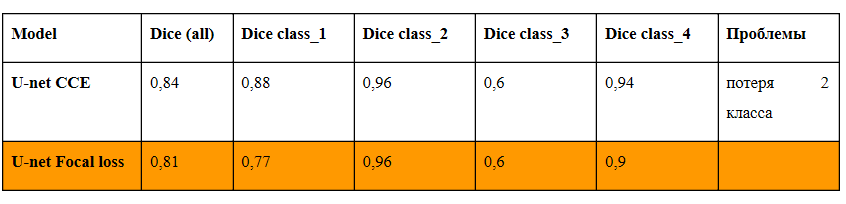 Model Dice (all) Dice class_1 Dice class_2 Dice class_3 Dice class_4 Проблемы
U-net CCE 0,84 0,88 0,96 0,6 0,94 потеря 2
класса
U-net Focal loss 0,81 0,77 0,96 0,6 0,9